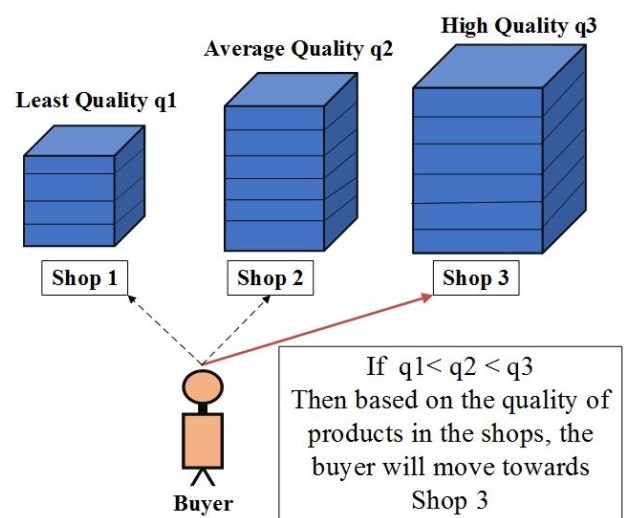 High Quality q3
Average Quality q2
Least Quality q1
Shop 1
Shop 2
Shop 3
If q1< q2 < q3
Then based on the quality of
products in the shops, the
buyer will move towards
Shop 3
Buyer